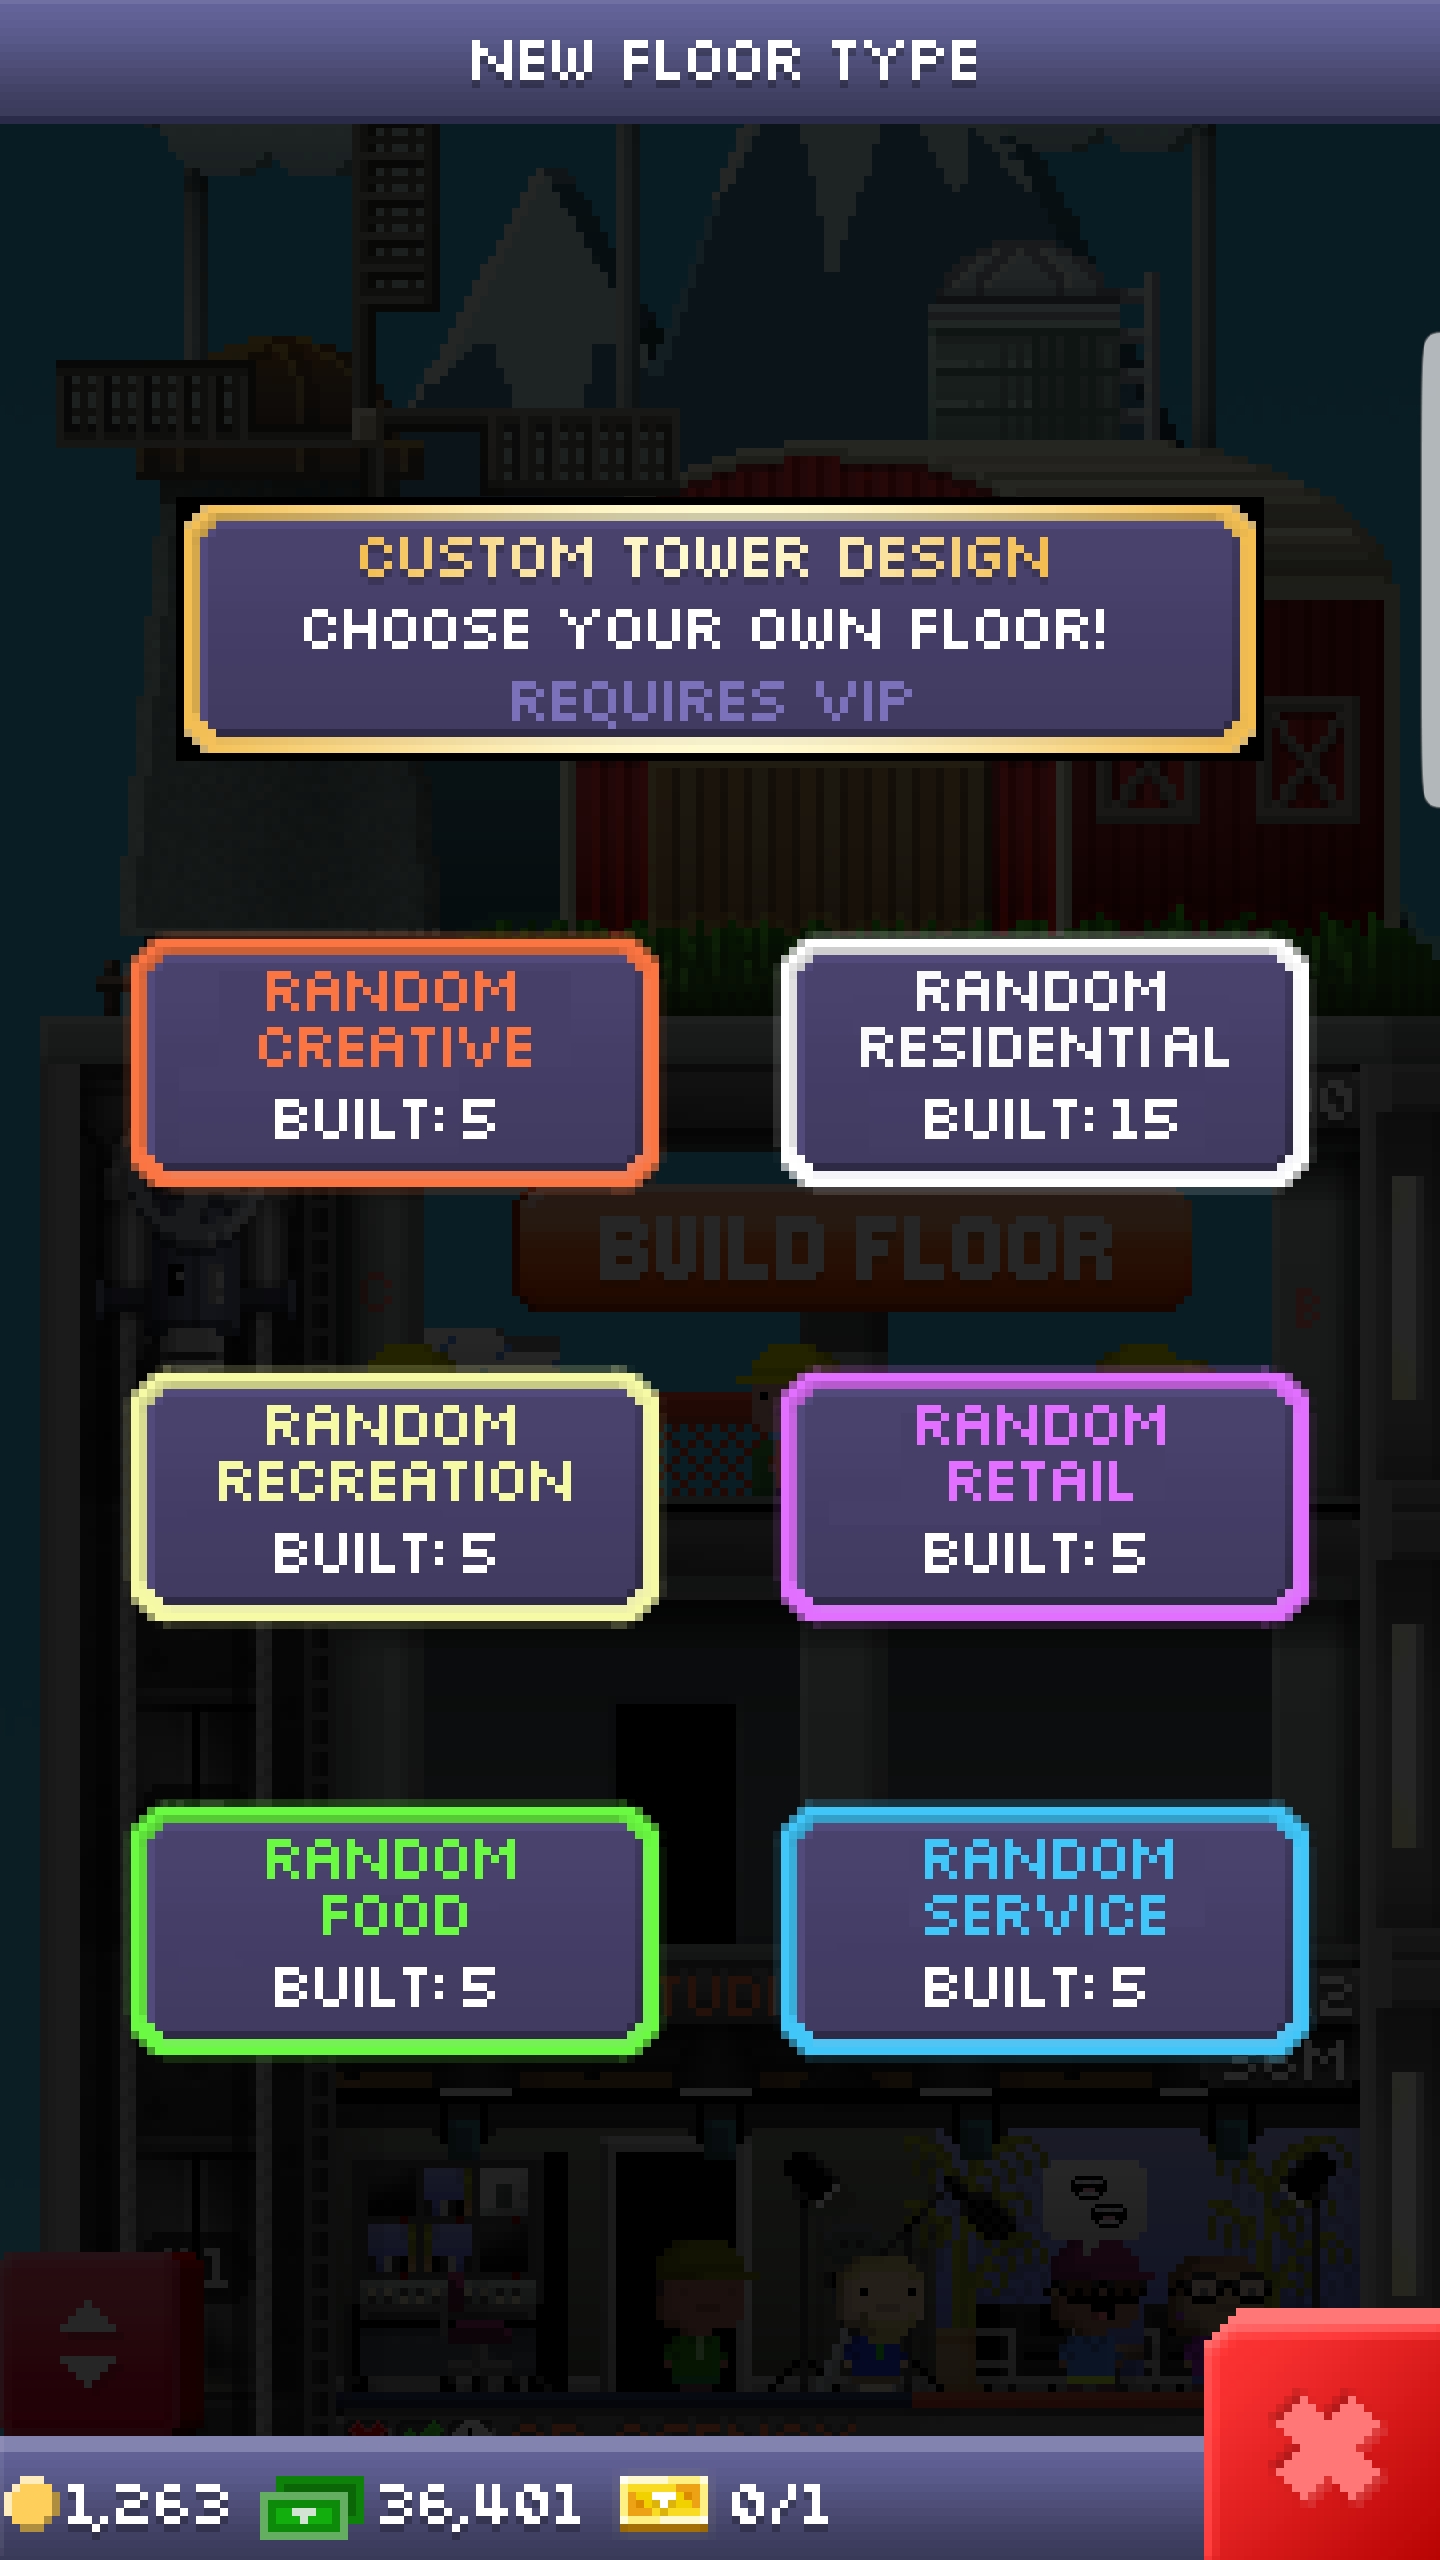 NEW FLOOR TYPE
CUSTOM TOWER DESIGN
CHOOSE YOUR OWN FLOOR!
REQUIRES VIP
RANDOM
CREATIVE
BUILT: 5
RANDOM
RESIDENTIAL
BUILT: 15
BUILD FLOOR
C
B
RANDOM
RECREATION
BUILT: 5
RANDOM
RETAIL
BUILT: 5
RANDOM
FOOD
BUILT: 5
RANDOM
SERVICE
BUILT: 5
1,263
36,401
0/1